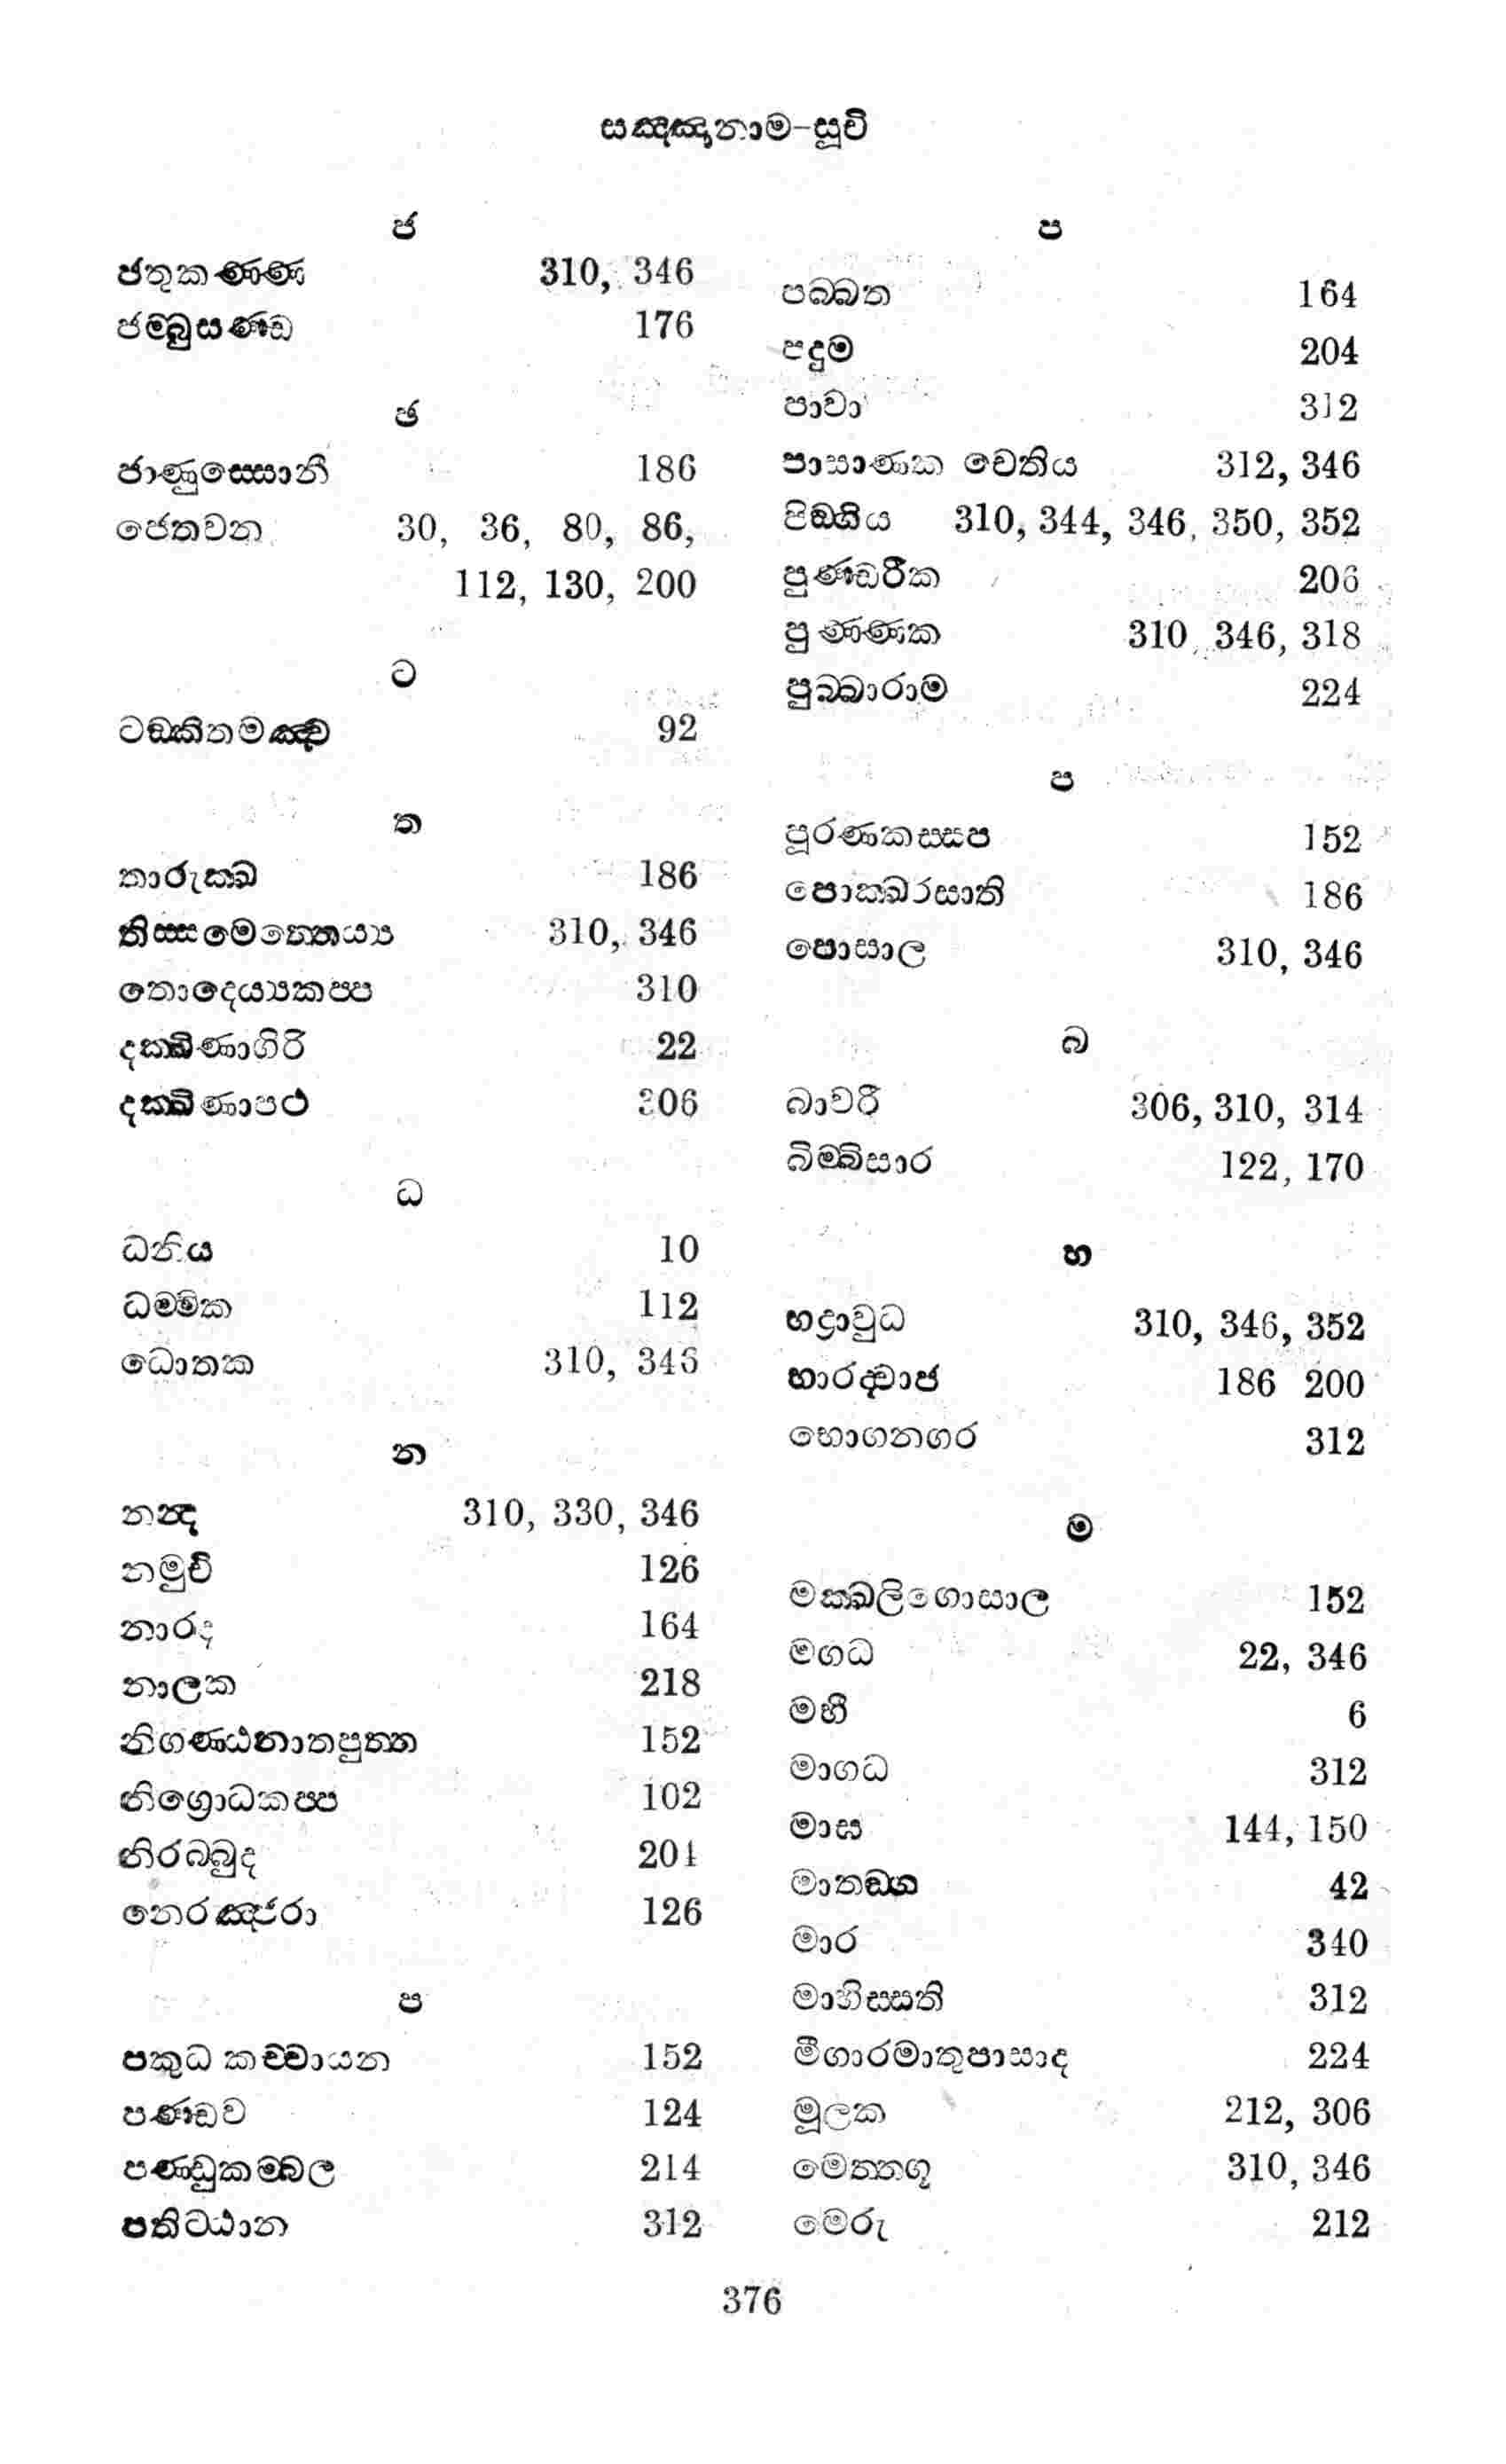 සඤ්ඤනාම-සූචි
ජ
ජතුකණ්ණ 310, 346
ජම්බුසණ්ඩ 176
ඡ
ජාණුස්සොනී 186
ජෙතවන 30, 36, 80, 86,
112, 130, 200
ට
ටඞ්කිතමඤ්ච 92
ත
තාරුක්ඛ 186
තිස්සමෙත්තෙය්‍ය 310, 346
තොදෙය්‍යකප්ප 310
දක්ඛිණාගිරි 22
දක්ඛිණාපථ 306
ධ
ධනිය 10
ධම්මික 112
ධොතක 310, 346
න
නන්‍ද 310, 330, 346
නමුචි 126
නාරද 164
නාලක 218
නිගණ්ඨනාතපුත්ත 152
නිග්‍රොධකප්ප 102
නිරබ්බුද 204
නෙරඤ්ජරා 126
ප
පකුධ කච්චායන 152
පණ්ඩව 124
පණ්ඩුකම්බල 214
පතිට්ඨාන 312
ප
පබ්බත 164
පදුම 204
පාවා 312
පාසාණක චෙතිය 312, 346
පිඞ්ගිය 310, 344, 346, 350, 352
පුණ්ඩරීක 206
පුණ්ණක 310, 346, 318
පුබ්බාරාම 224
ප
පූරණකස්සප 152
පොක්ඛරසාති 186
පොසාල 310, 346
බ
බාවරී 306, 310, 314
බිම්බිසාර 122, 170
භ
භද්‍රාවුධ 310, 346, 352
භාරද්වාජ 186 200
භොගනගර 312
ම
මක්ඛලිගොසාල 152
මගධ 22, 346
මහී 6
මාගධ 312
මාඝ 144, 150
මාතඞ්ග 42
මාර 340
මාහිස්සති 312
මිගාරමාතුපාසාද 224
මූලක 212, 306
මෙත්තගූ 310, 346
මෙරු 212
376